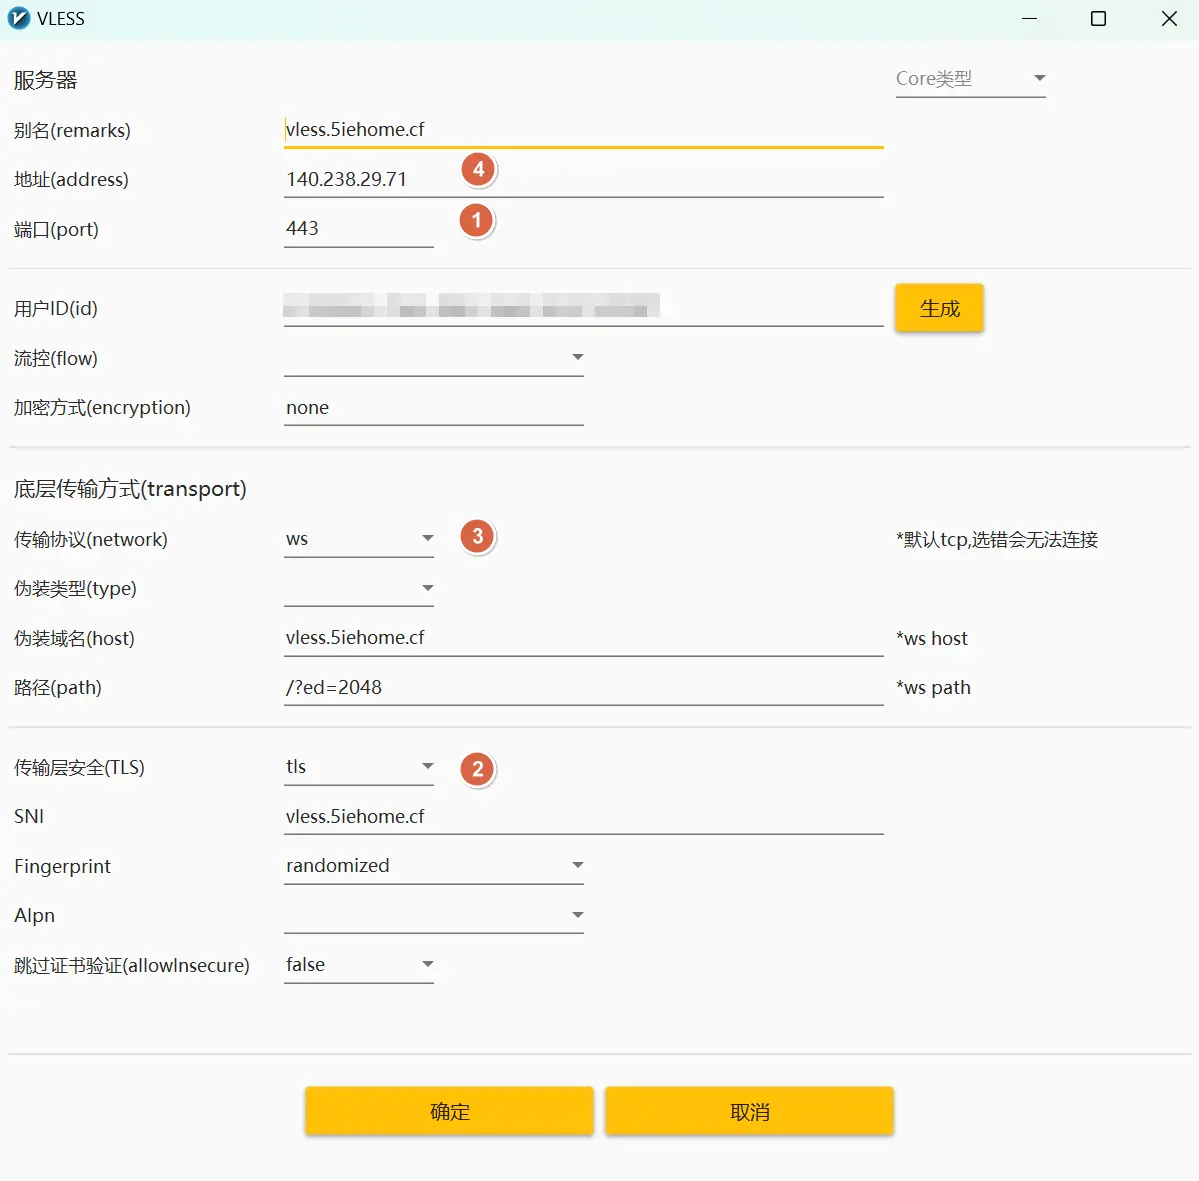 VLESS
服务器
Core类型
别名(remarks)
vless.5iehome.cf
地址(address)
140.238.29.71
4
端口(port)
443
1
用户ID(id)
生成
流控(flow)
加密方式(encryption)
none
底层传输方式(transport)
传输协议(network)
ws
3
*默认tcp,选错会无法连接
伪装类型(type)
伪装域名(host)
vless.5iehome.cf
*ws host
路径(path)
/?ed=2048
*ws path
传输层安全(TLS)
tls
2
SNI
vless.5iehome.cf
Fingerprint
randomized
Alpn
跳过证书验证(allowInsecure)
false
确定
取消